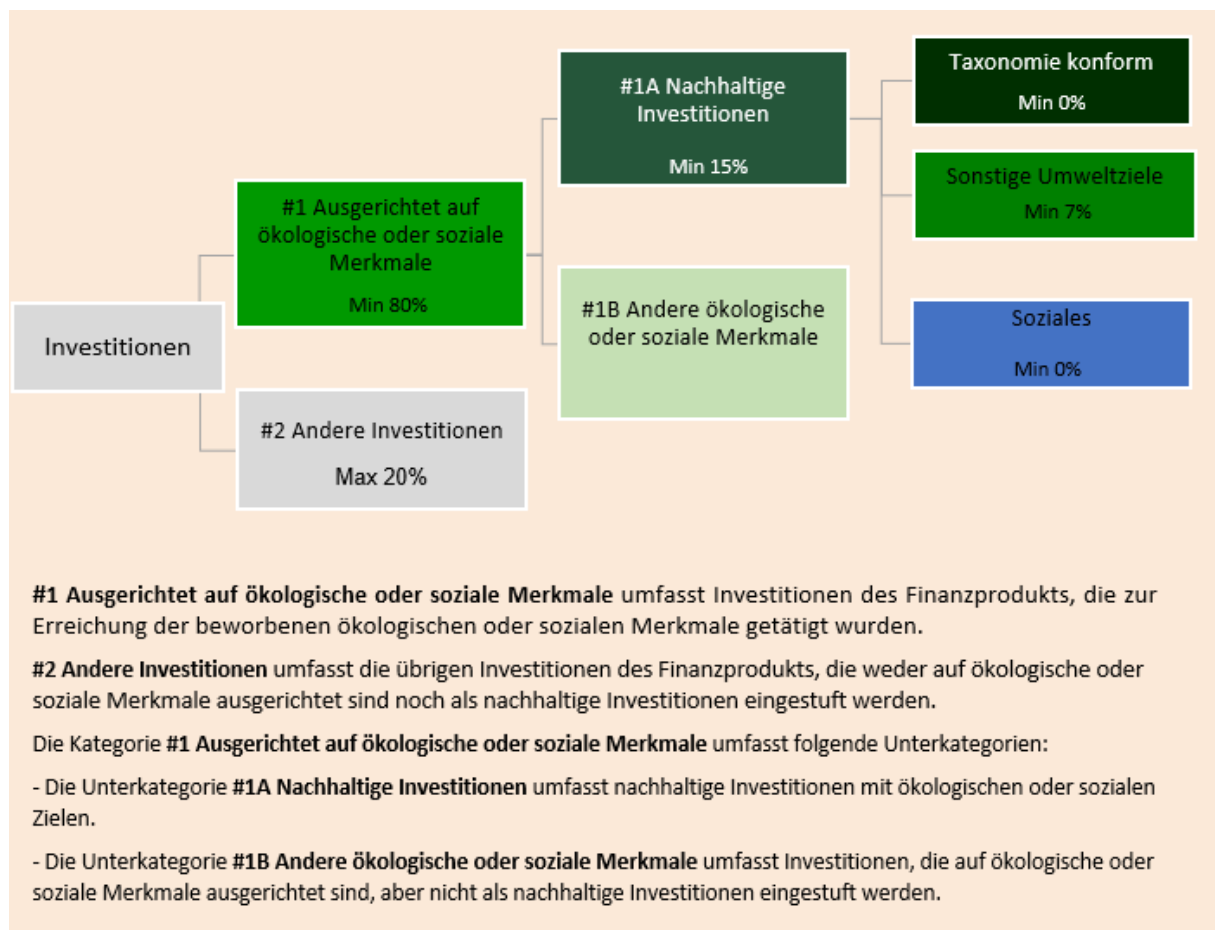 Investitionen
#1 Ausgerichtet auf
ökologische oder soziale
Merkmale
Min 80%
#2 Andere Investitionen
Max 20%
#1A Nachhaltige
Investitionen
Min 15%
#1B Andere ökologische
oder soziale Merkmale
Taxonomie konform
Min 0%
Sonstige Umweltziele
Min 7%
Soziales
Min 0%
#1 Ausgerichtet auf ökologische oder soziale Merkmale umfasst Investitionen des Finanzprodukts, die zur
Erreichung der beworbenen ökologischen oder sozialen Merkmale getätigt wurden.
#2 Andere Investitionen umfasst die übrigen Investitionen des Finanzprodukts, die weder auf ökologische oder
soziale Merkmale ausgerichtet sind noch als nachhaltige Investitionen eingestuft werden.
Die Kategorie #1 Ausgerichtet auf ökologische oder soziale Merkmale umfasst folgende Unterkategorien:
- Die Unterkategorie #1A Nachhaltige Investitionen umfasst nachhaltige Investitionen mit ökologischen oder sozialen
Zielen.
- Die Unterkategorie #1B Andere ökologische oder soziale Merkmale umfasst Investitionen, die auf ökologische oder
soziale Merkmale ausgerichtet sind, aber nicht als nachhaltige Investitionen eingestuft werden.